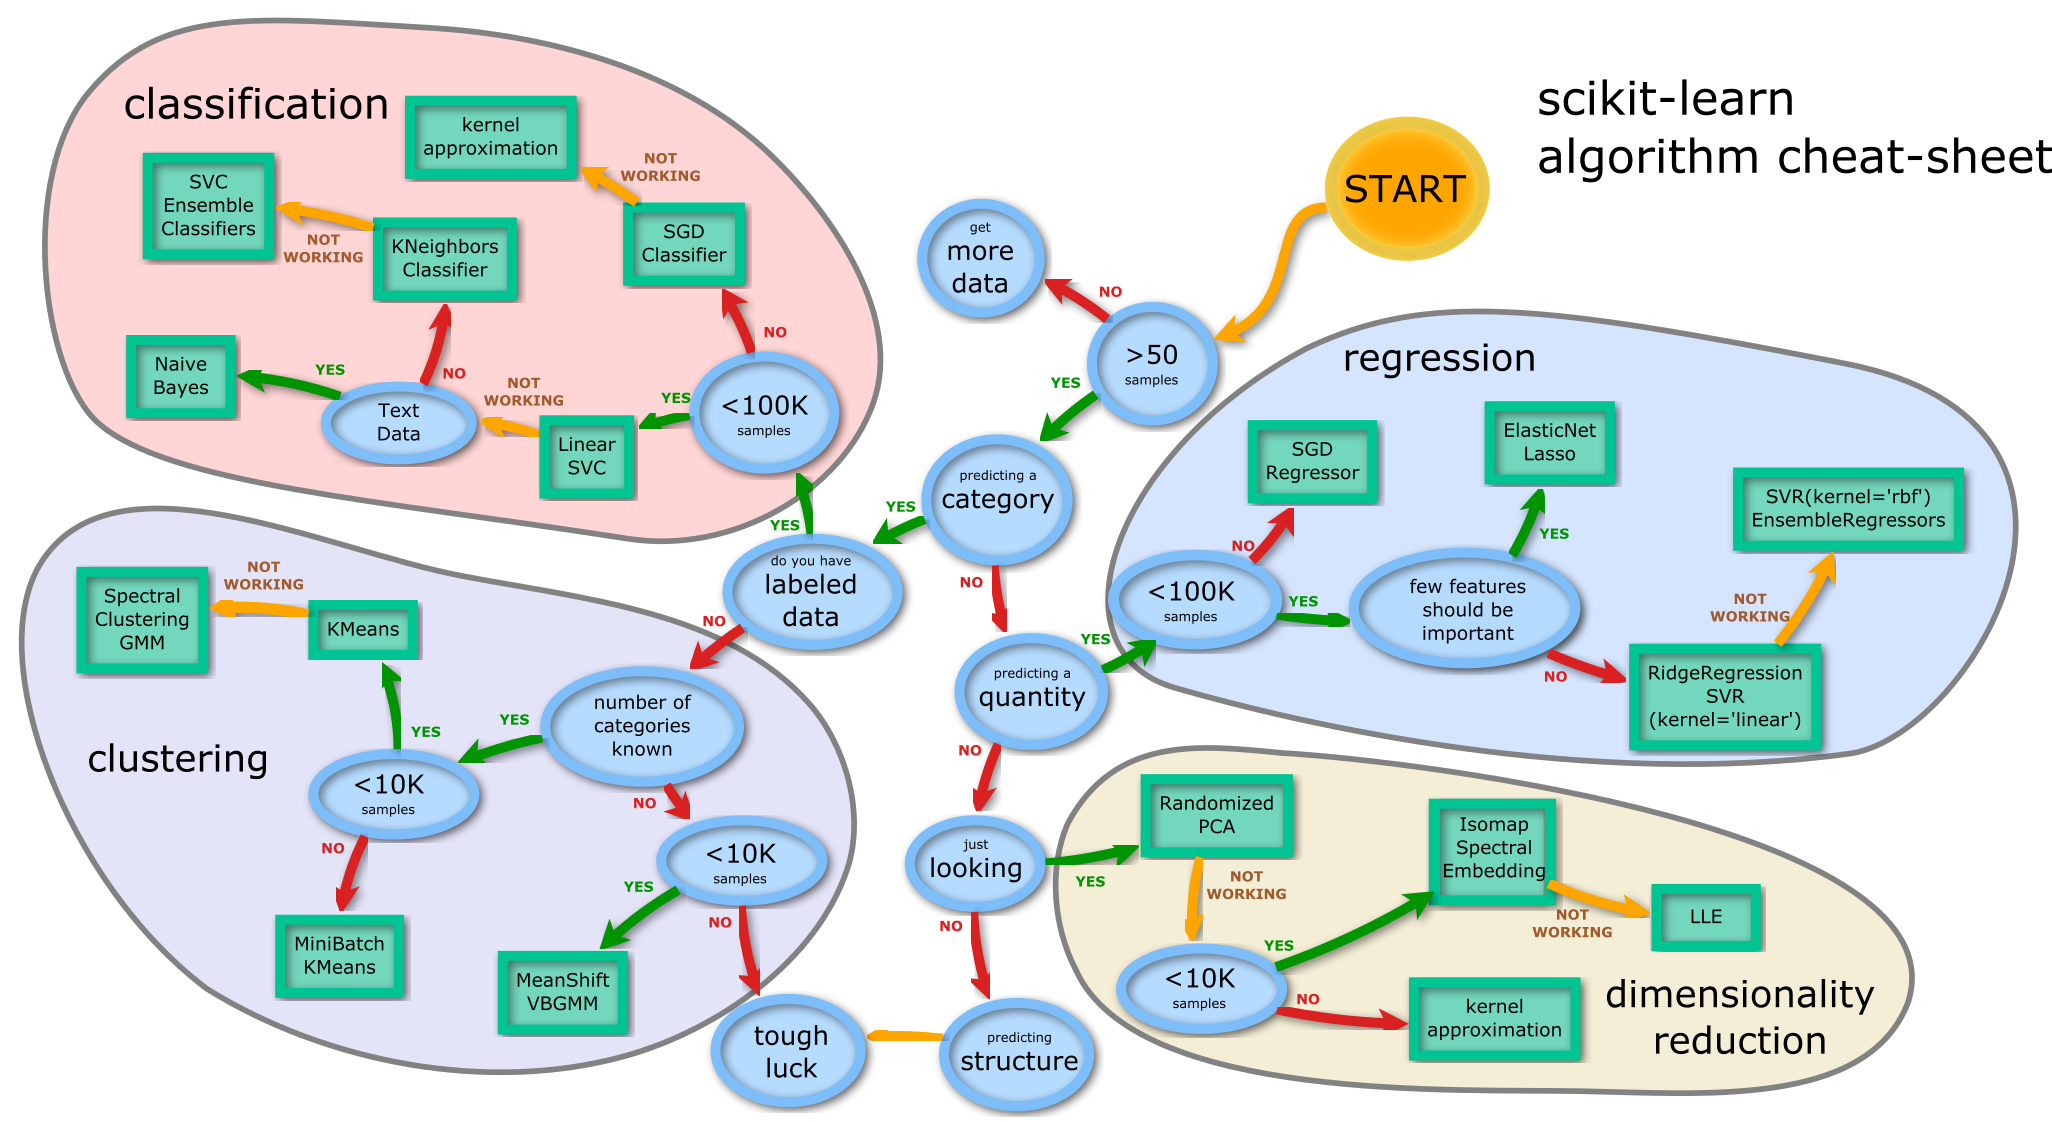 scikit-learn
algorithm cheat-sheet
START
classification
kernel
approximation
NOT
WORKING
SVC
Ensemble
Classifiers
NOT
WORKING
KNeighbors
Classifier
SGD
Classifier
NO
Naive
Bayes
YES
NO
Text
Data
NOT
WORKING
Linear
SVC
YES
<100K
samples
YES
get
more
data
NO
>50
samples
YES
predicting a
category
YES
do you have
labeled
data
NO
NO
predicting a
quantity
YES
NO
just
looking
YES
NO
predicting
structure
tough
luck
regression
SGD
Regressor
NO
<100K
samples
YES
ElasticNet
Lasso
YES
few features
should be
important
NO
SVR(kernel='rbf')
EnsembleRegressors
NOT
WORKING
RidgeRegression
SVR
(kernel='linear')
clustering
Spectral
Clustering
GMM
NOT
WORKING
KMeans
YES
<10K
samples
NO
MiniBatch
KMeans
YES
number of
categories
known
NO
<10K
samples
YES
NO
MeanShift
VBGMM
dimensionality
reduction
Randomized
PCA
NOT
WORKING
<10K
samples
YES
NO
Isomap
Spectral
Embedding
NOT
WORKING
LLE
kernel
approximation